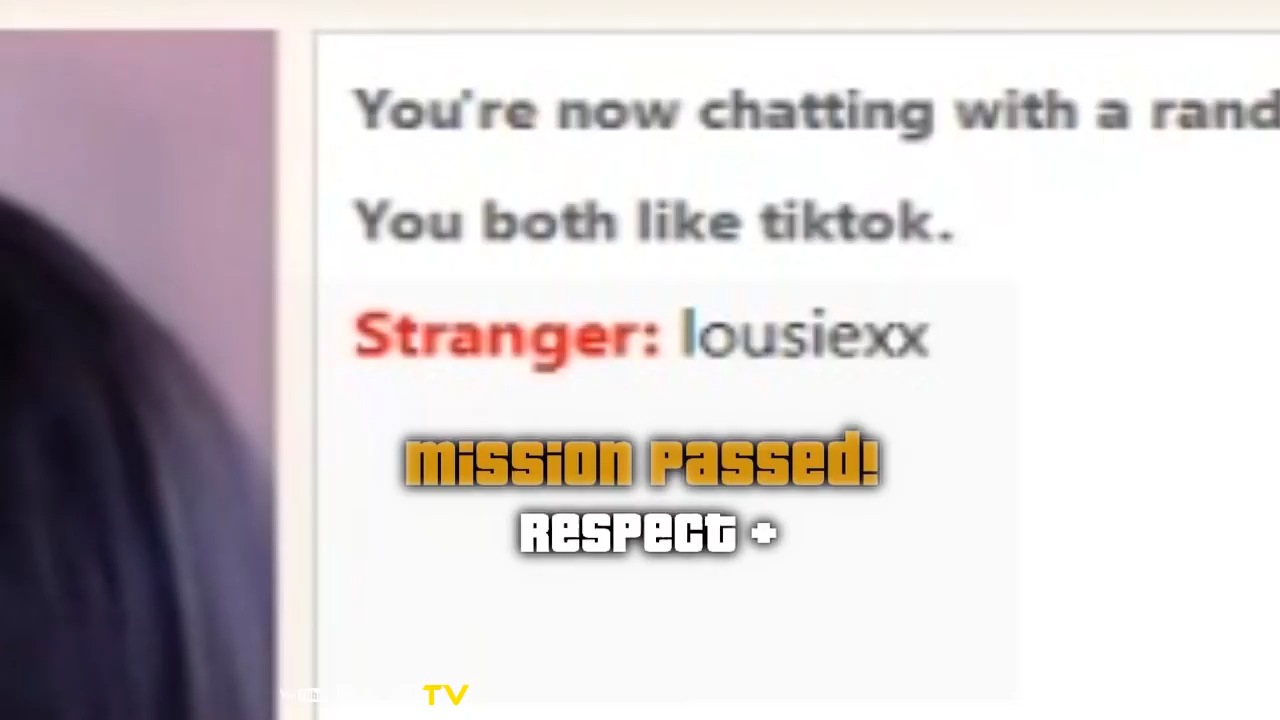 You're now chatting with a rand
You both like tiktok.
Stranger: lousiexx
mission passed!
RESPECT +
TV